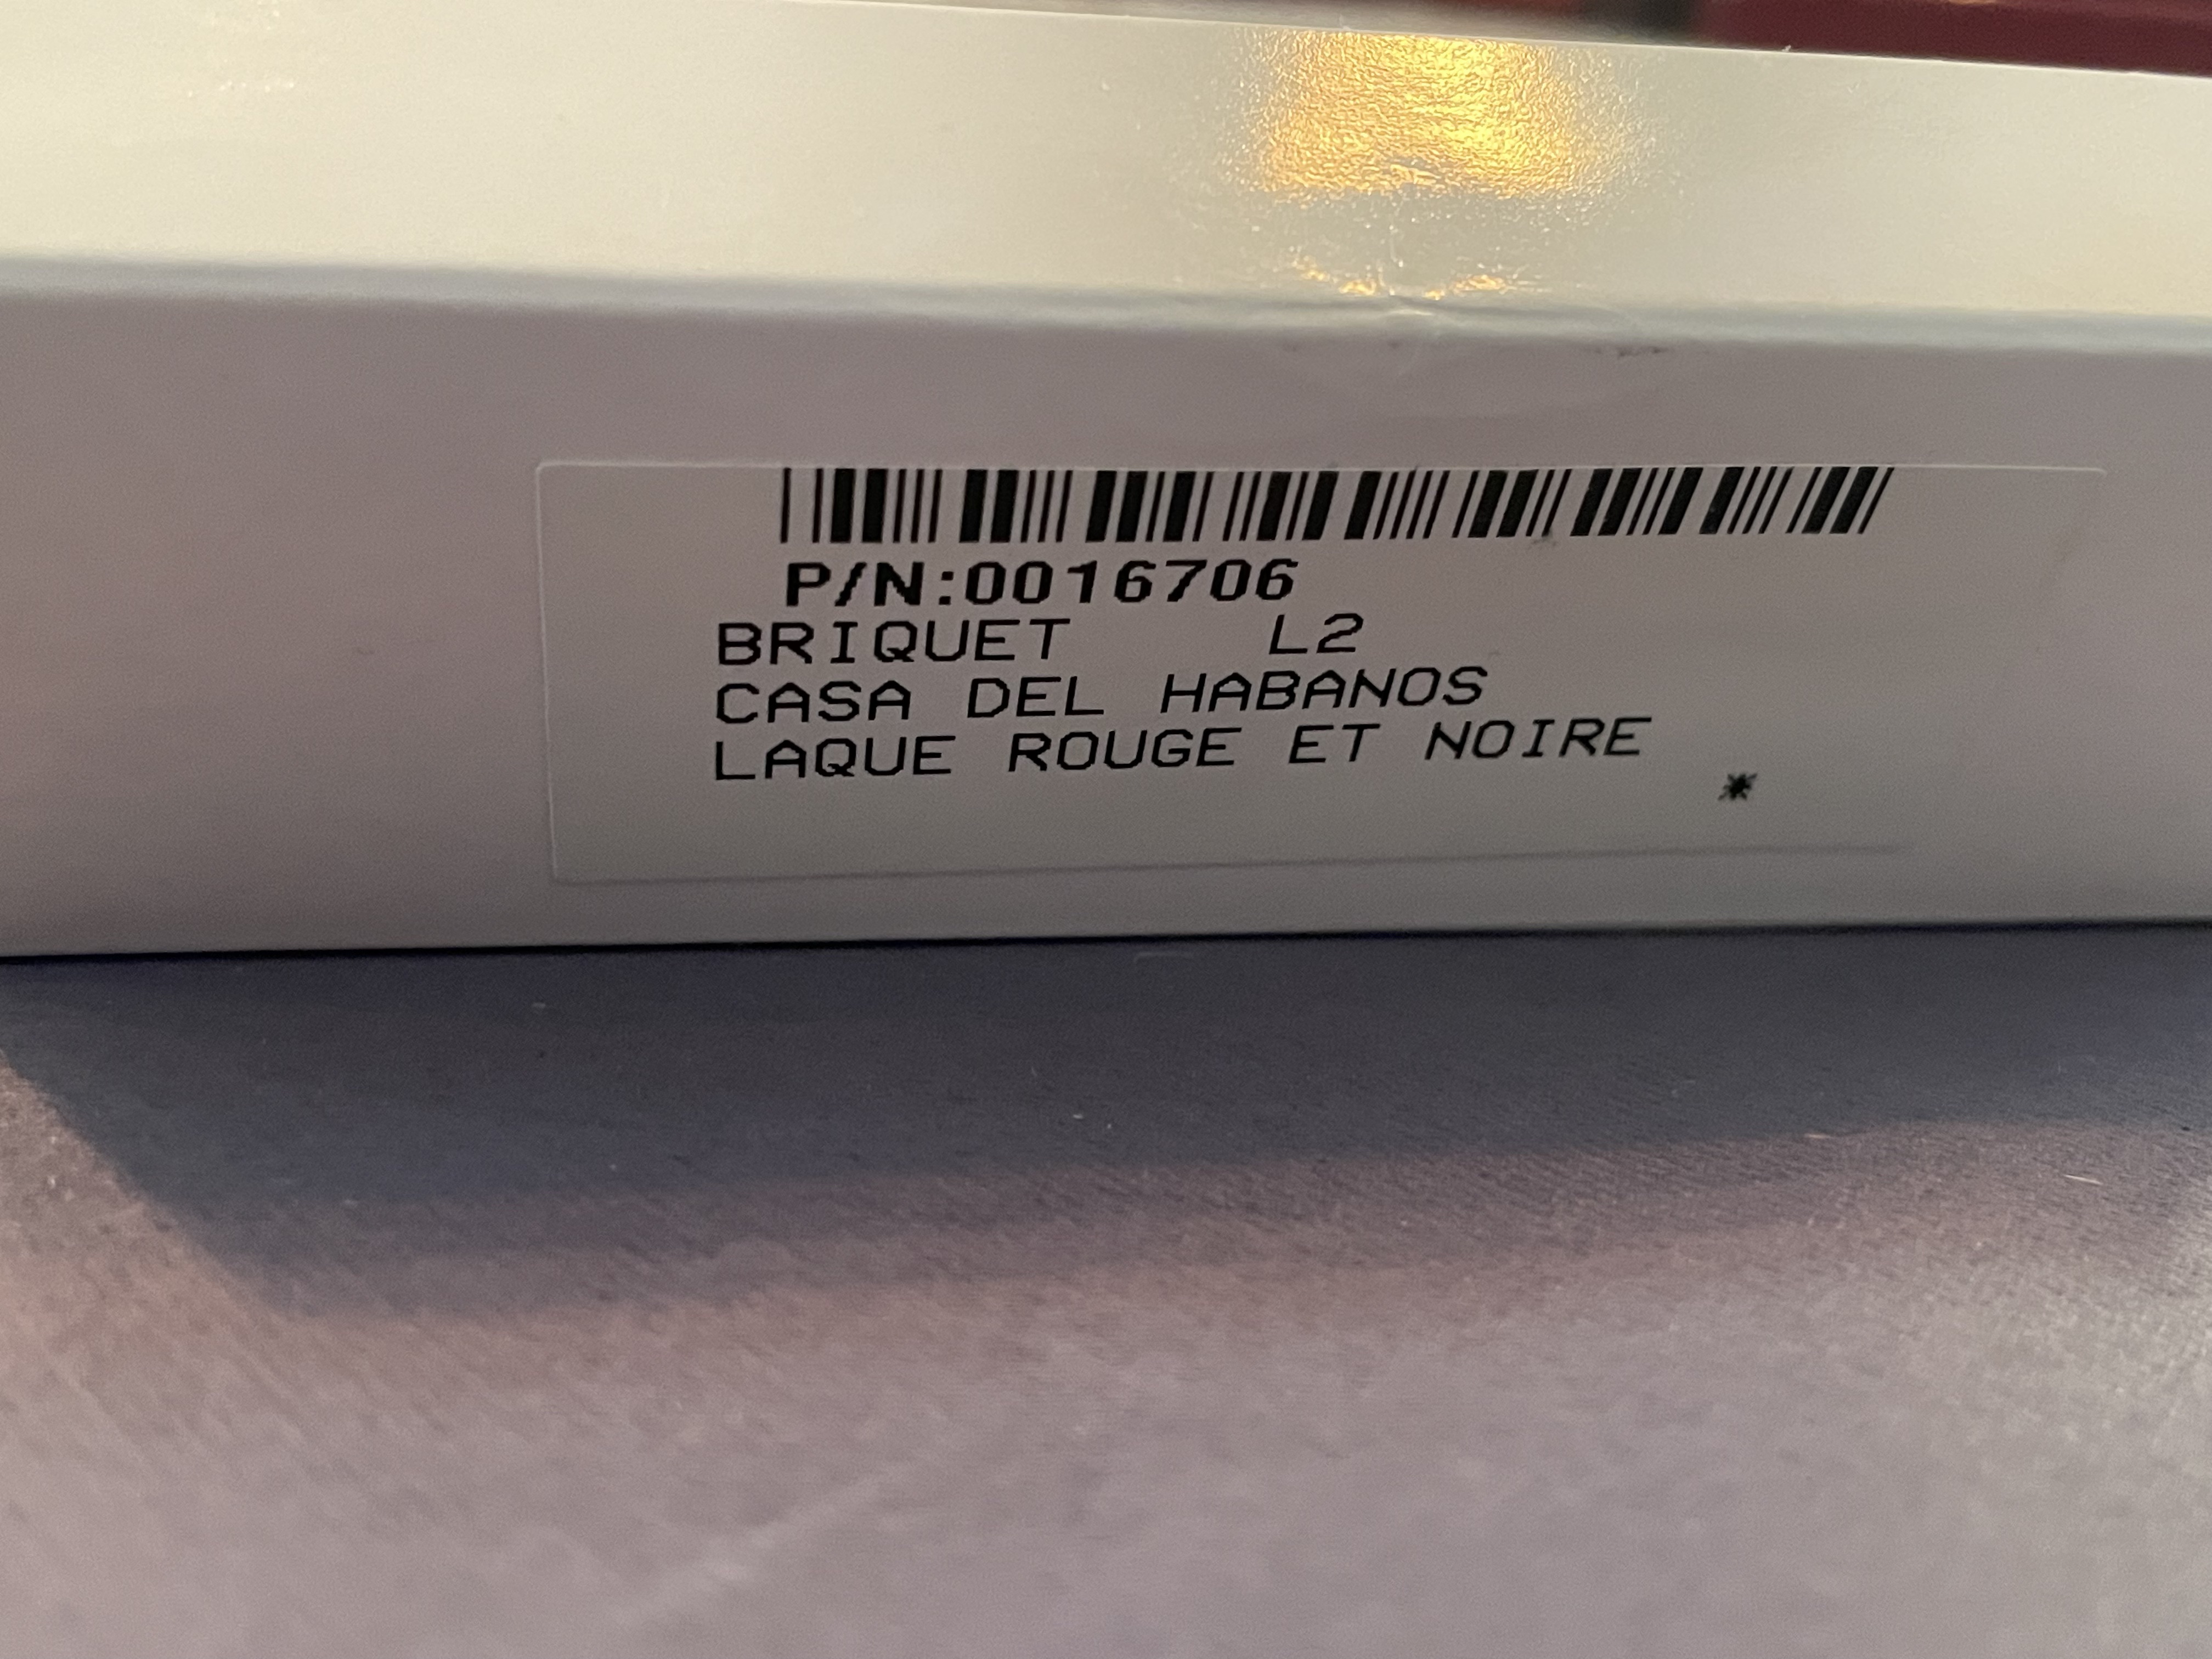 P/N:0016706
BRIQUET L2
CASA DEL HABANOS
LAQUE ROUGE ET NOIRE
*